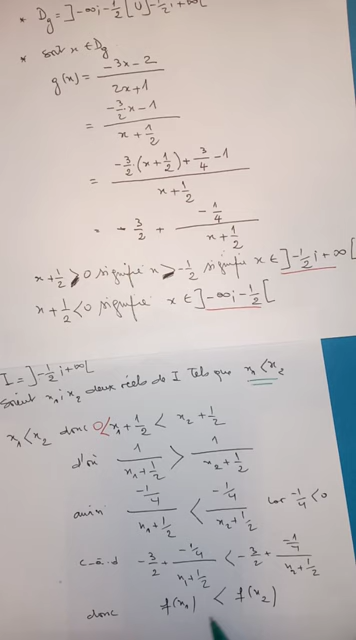 * Dg = ]-∞; -1/2[ ∪ ]-1/2; +∞[
* soit x ∈ Dg
g(x) = (-3x-2)/(2x+1)
= (-3/2 x - 1)/(x + 1/2)
= (-3/2 (x + 1/2) + 3/4 - 1)/(x + 1/2)
= -3/2 + (-1/4)/(x + 1/2)
x + 1/2 > 0 signifie x > -1/2 signifie x ∈ ]-1/2; +∞[
x + 1/2 < 0 signifie x ∈ ]-∞; -1/2[
I = ]-1/2; +∞[
Soient x₁; x₂ deux réels de I Tels que x₁ < x₂
x₁ < x₂ donc 0 < x₁ + 1/2 < x₂ + 1/2
d'où 1/(x₁ + 1/2) > 1/(x₂ + 1/2)
ainsi (-1/4)/(x₁ + 1/2) < (-1/4)/(x₂ + 1/2) car -1/4 < 0
c-à-d -3/2 + (-1/4)/(x₁ + 1/2) < -3/2 + (-1/4)/(x₂ + 1/2)
donc f(x₁) < f(x₂)